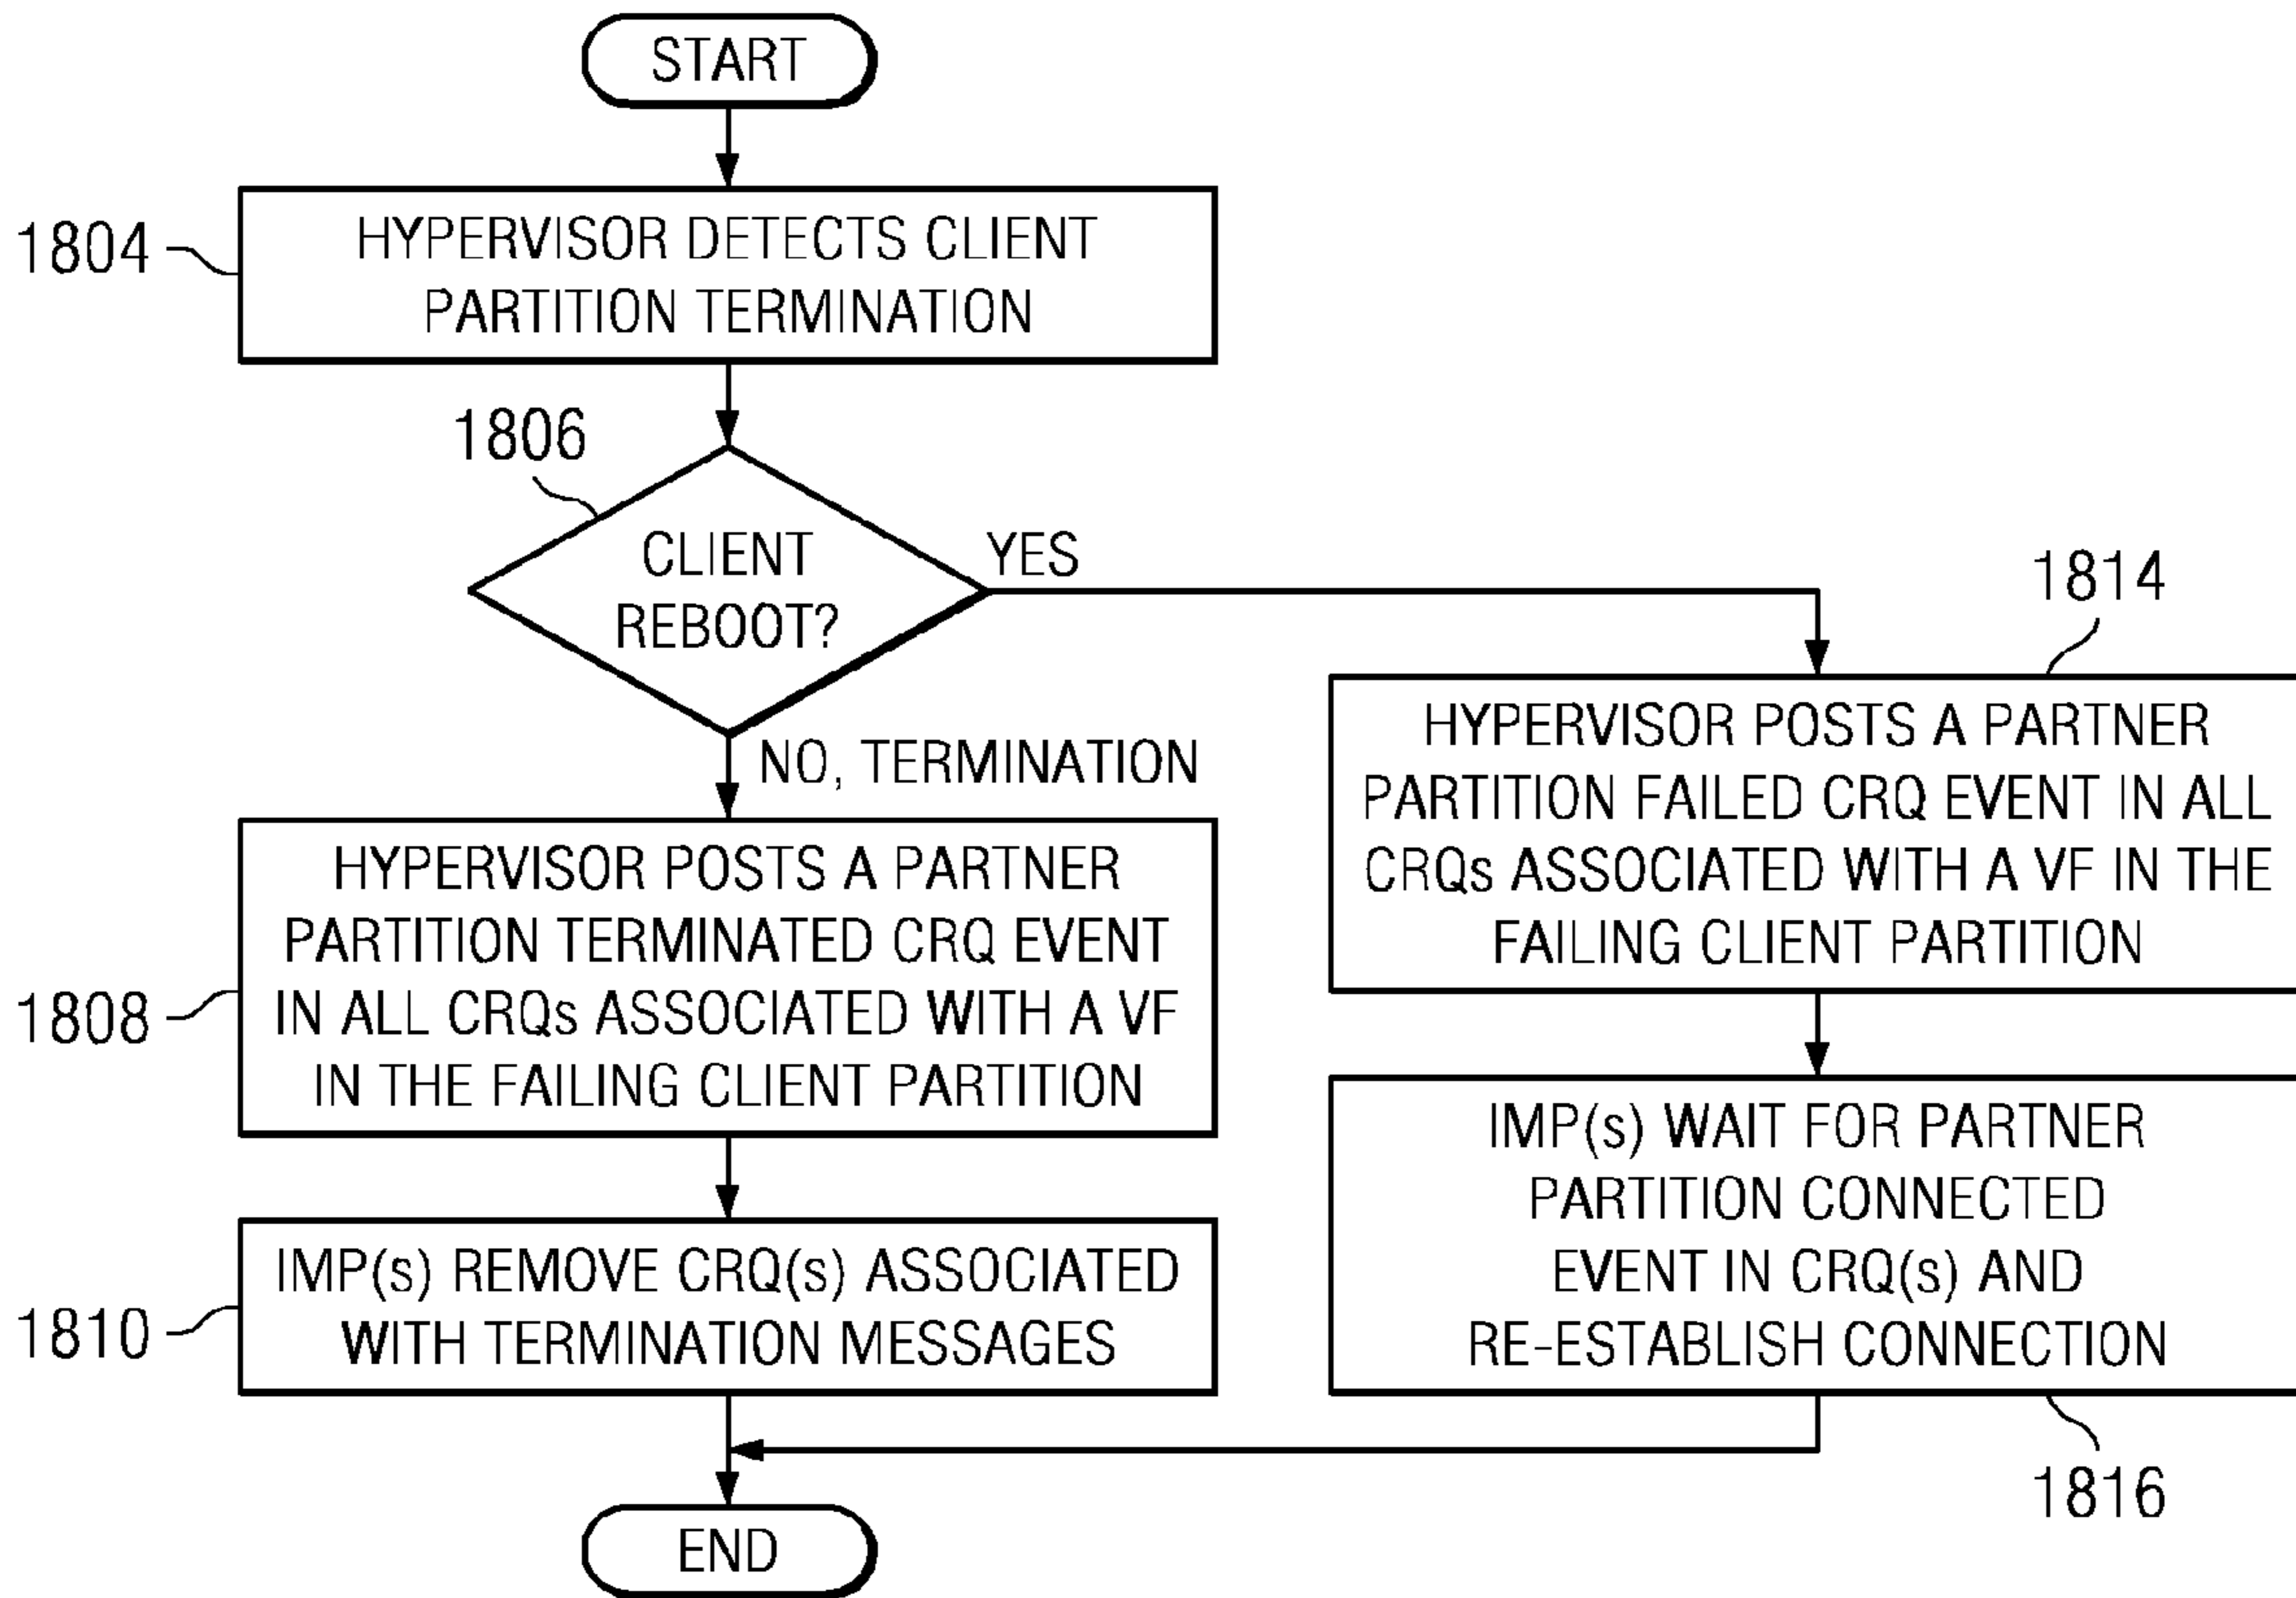 START
1804
HYPERVISOR DETECTS CLIENT
PARTITION TERMINATION
1806
CLIENT
REBOOT?
YES
NO, TERMINATION
1808
HYPERVISOR POSTS A PARTNER
PARTITION TERMINATED CRQ EVENT
IN ALL CRQs ASSOCIATED WITH A VF
IN THE FAILING CLIENT PARTITION
1810
IMP(s) REMOVE CRQ(s) ASSOCIATED
WITH TERMINATION MESSAGES
1814
HYPERVISOR POSTS A PARTNER
PARTITION FAILED CRQ EVENT IN ALL
CRQs ASSOCIATED WITH A VF IN THE
FAILING CLIENT PARTITION
IMP(s) WAIT FOR PARTNER
PARTITION CONNECTED
EVENT IN CRQ(s) AND
RE-ESTABLISH CONNECTION
1816
END